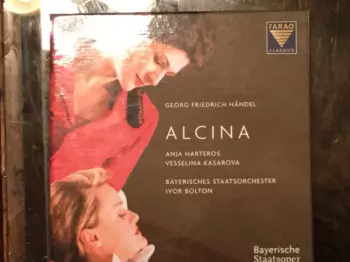 FARAO
CLASSICS
GEORG FRIEDRICH HÄNDEL
ALCINA
ANJA HARTEROS
VESSELINA KASAROVA
BAYERISCHES STAATSORCHESTER
IVOR BOLTON
Bayerische
Staatsoper